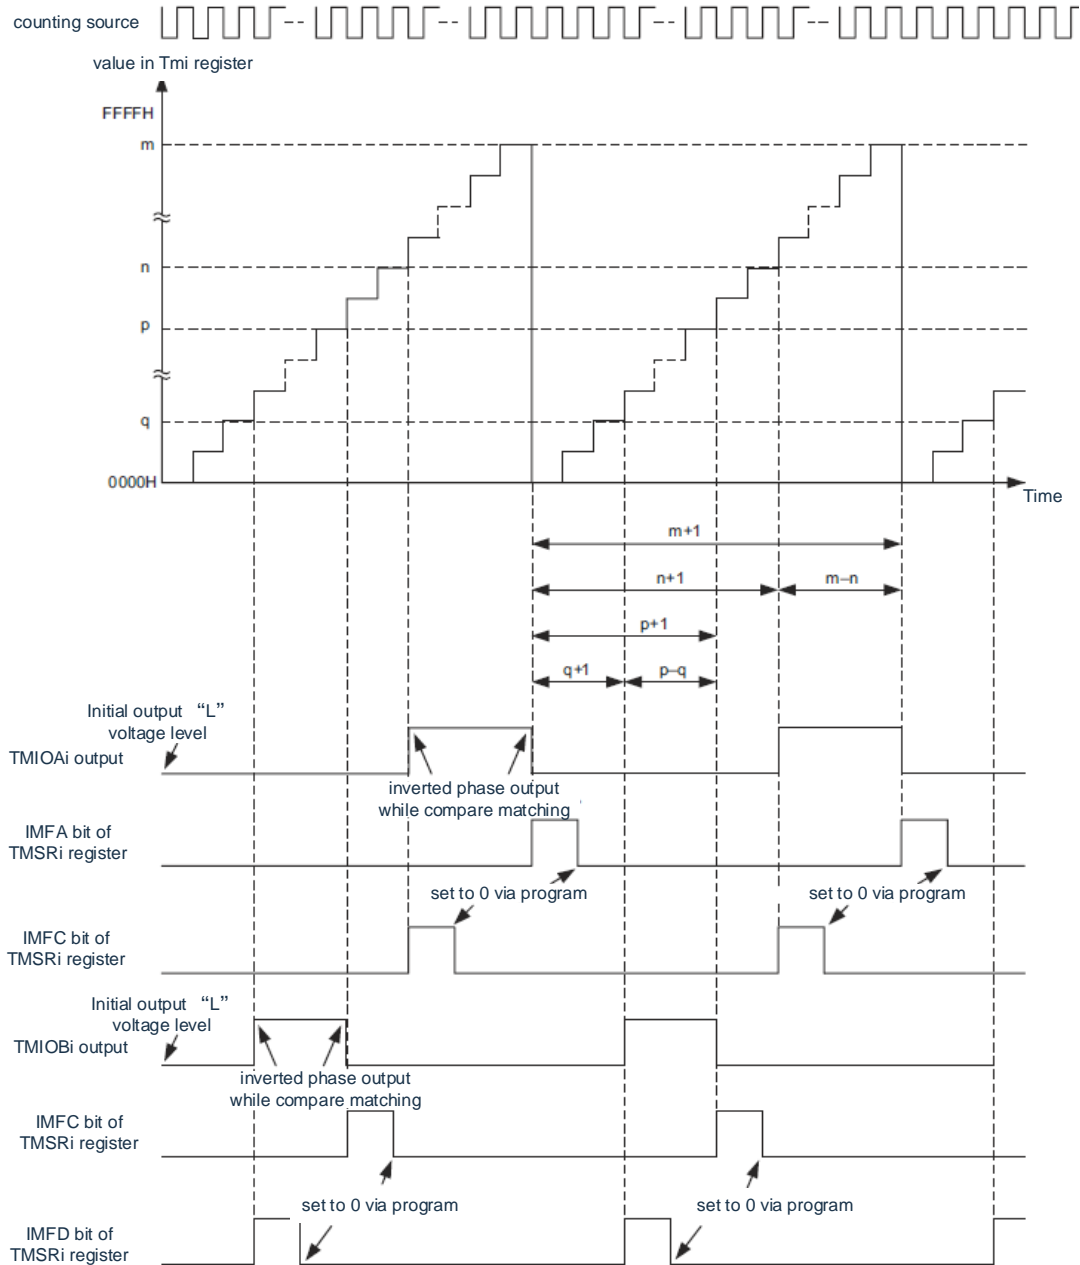 counting source
value in Tmi register
FFFFH
m
n
p
q
0000H
Time
m+1
n+1
m–n
p+1
q+1
p–q
Initial output “L”
voltage level
TMIOAi output
inverted phase output
while compare matching
IMFA bit of
TMSRi register
set to 0 via program
set to 0 via program
IMFC bit of
TMSRi register
Initial output “L”
voltage level
TMIOBi output
inverted phase output
while compare matching
IMFC bit of
TMSRi register
set to 0 via program
set to 0 via program
IMFD bit of
TMSRi register